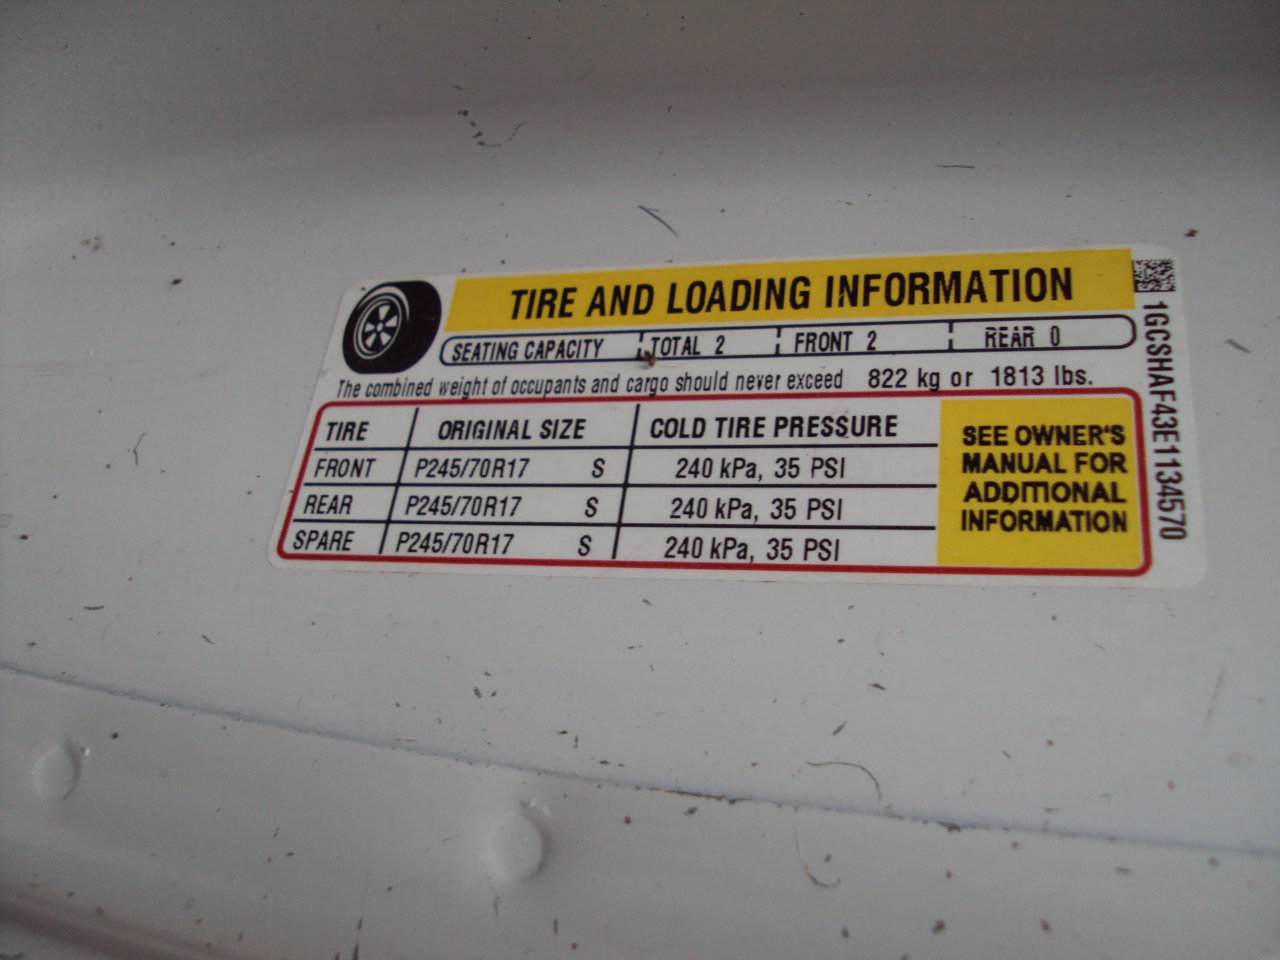 TIRE AND LOADING INFORMATION
SEATING CAPACITY TOTAL 2 FRONT 2 REAR 0
The combined weight of occupants and cargo should never exceed 822 kg or 1813 lbs.
TIRE ORIGINAL SIZE COLD TIRE PRESSURE
FRONT P245/70R17 S 240 kPa, 35 PSI
REAR P245/70R17 S 240 kPa, 35 PSI
SPARE P245/70R17 S 240 kPa, 35 PSI
SEE OWNER'S
MANUAL FOR
ADDITIONAL
INFORMATION
1GCSHAF43E1134570